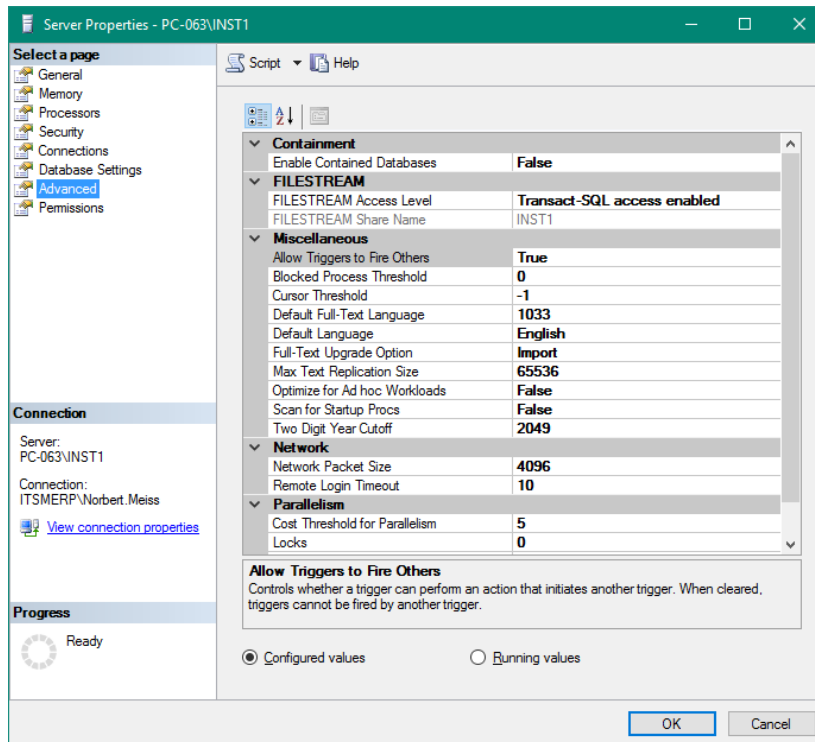 Server Properties - PC-063\INST1
Select a page
General
Memory
Processors
Security
Connections
Database Settings
Advanced
Permissions
Connection
Server:
PC-063\INST1
Connection:
ITSMERP\Norbert.Meiss
View connection properties
Progress
Ready
Script Help
Containment
Enable Contained Databases False
FILESTREAM
FILESTREAM Access Level Transact-SQL access enabled
FILESTREAM Share Name INST1
Miscellaneous
Allow Triggers to Fire Others True
Blocked Process Threshold 0
Cursor Threshold -1
Default Full-Text Language 1033
Default Language English
Full-Text Upgrade Option Import
Max Text Replication Size 65536
Optimize for Ad hoc Workloads False
Scan for Startup Procs False
Two Digit Year Cutoff 2049
Network
Network Packet Size 4096
Remote Login Timeout 10
Parallelism
Cost Threshold for Parallelism 5
Locks 0
Allow Triggers to Fire Others
Controls whether a trigger can perform an action that initiates another trigger. When cleared,
triggers cannot be fired by another trigger.
Configured values Running values
OK Cancel